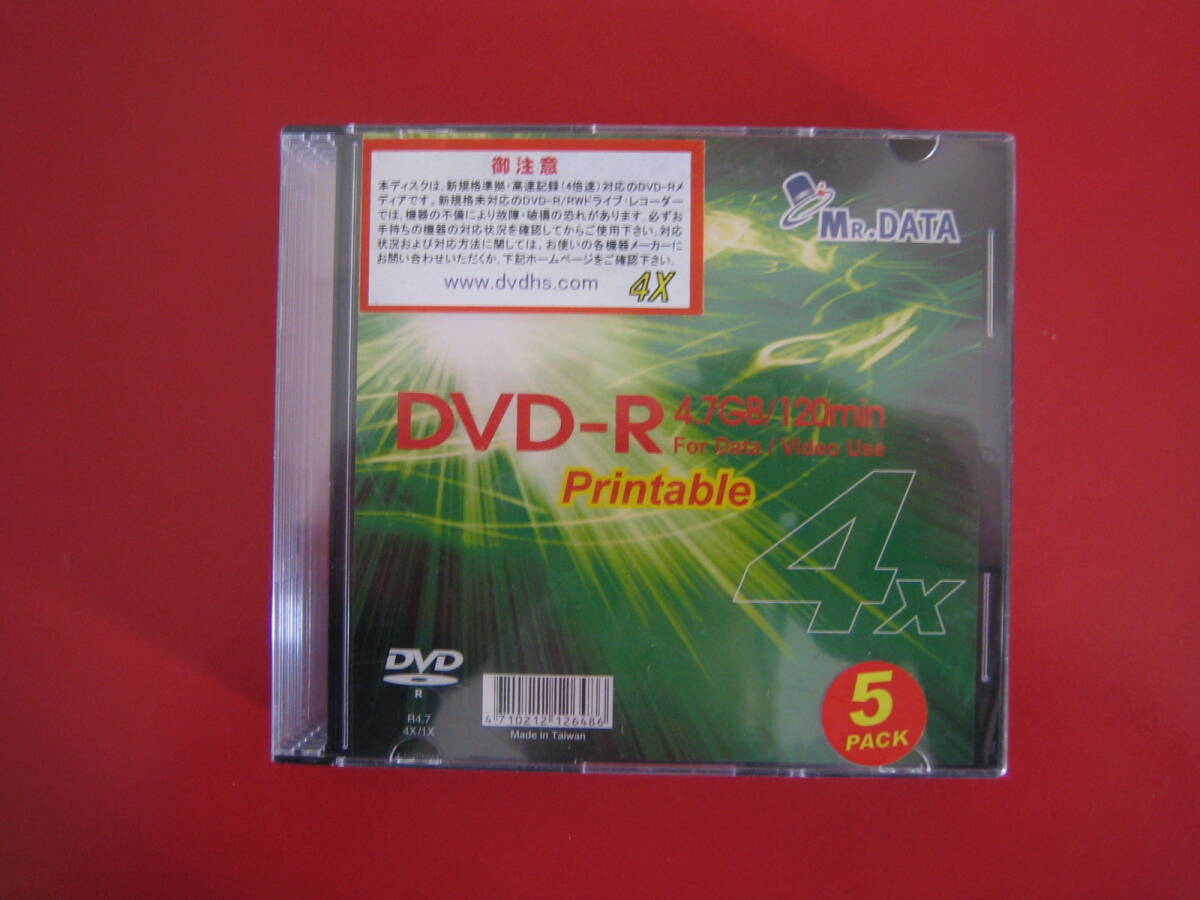 御注意
本ディスクは、新規格準拠・高速記録(4倍速)対応のDVD-Rメ
ディアです。新規格未対応のDVD-R/RWドライブ・レコーダー
では、機器の不備により故障・破損の恐れがあります。必ずお
手持ちの機器の対応状況を確認してからご使用下さい。対応
状況および対応方法に関しては、お使いの各機器メーカーに
お問い合わせいただくか、下記ホームページをご確認下さい。
www.dvdhs.com 4X
MR.DATA
DVD-R 4.7GB/120min
For Data / Video Use
Printable
4x
DVD
R
R4.7
4X/1X
4710212126486
Made in Taiwan
5
PACK